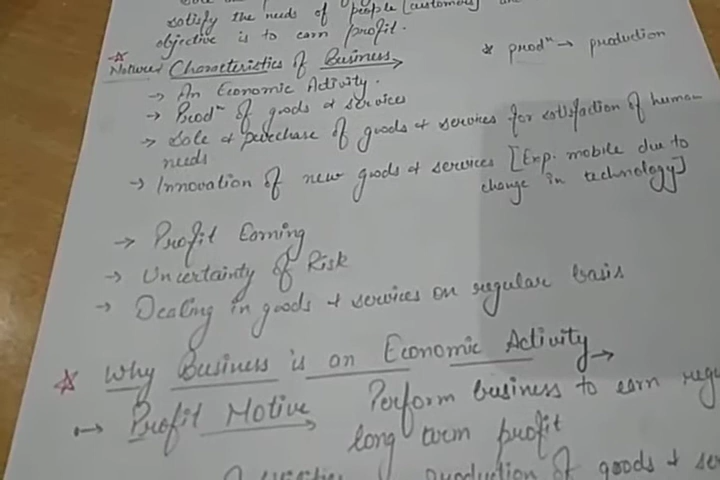 satisfy the needs of people [customers]
objective is to earn profit.
Nature & Characteristics of Business →
* prodⁿ → production
→ An Economic Activity.
→ Prodⁿ of goods & services
→ Sale & purchase of goods & services for satisfaction of human
needs
→ Innovation of new goods & services [Exp. mobile due to
change in technology]
→ Profit Earning
→ Uncertainty of Risk
→ Dealing in goods & services on regular basis
☆ Why Business is an Economic Activity →
→ Profit Motive Perform business to earn
long term profit
production of goods &